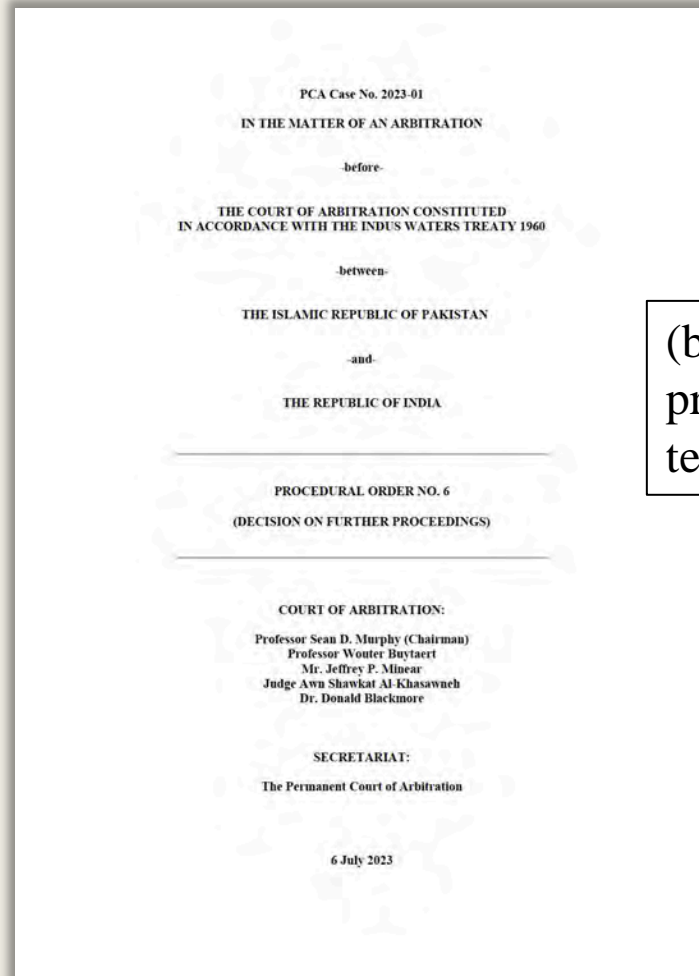 PCA Case No. 2023-01
IN THE MATTER OF AN ARBITRATION
-before-
THE COURT OF ARBITRATION CONSTITUTED
IN ACCORDANCE WITH THE INDUS WATERS TREATY 1960
-between-
THE ISLAMIC REPUBLIC OF PAKISTAN
-and-
THE REPUBLIC OF INDIA
PROCEDURAL ORDER NO. 6
(DECISION ON FURTHER PROCEEDINGS)
COURT OF ARBITRATION:
Professor Sean D. Murphy (Chairman)
Professor Wouter Buytaert
Mr. Jeffrey P. Minear
Judge Awn Shawkat Al-Khasawneh
Dr. Donald Blackmore
SECRETARIAT:
The Permanent Court of Arbitration
6 July 2023
(b
pr
te